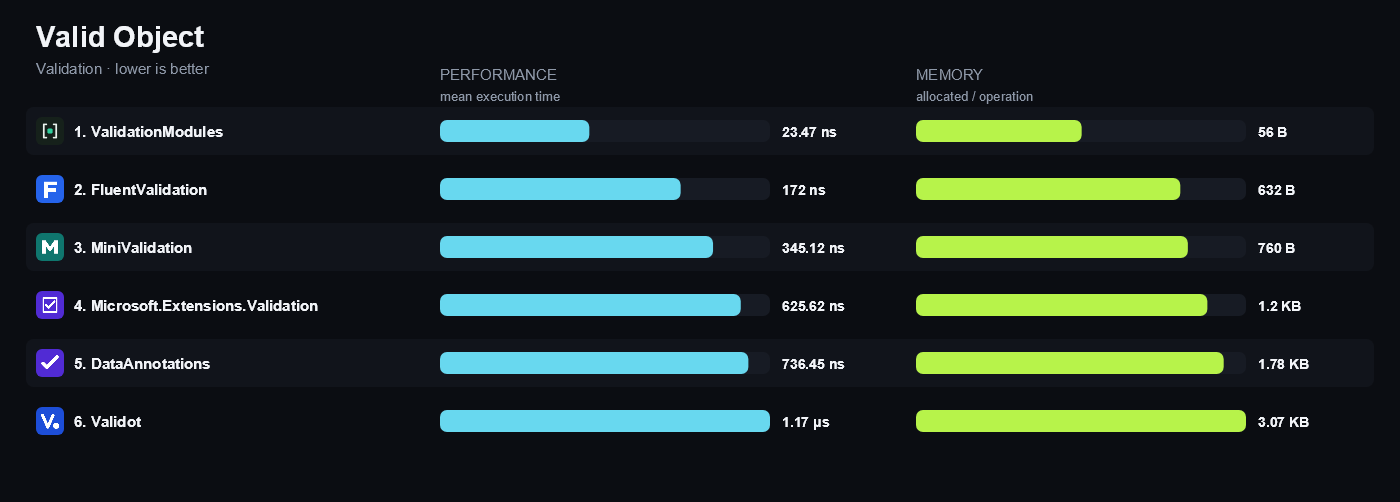 Valid Object
Validation · lower is better
PERFORMANCE
mean execution time
MEMORY
allocated / operation
1. ValidationModules 23.47 ns 56 B
F 2. FluentValidation 172 ns 632 B
M 3. MiniValidation 345.12 ns 760 B
4. Microsoft.Extensions.Validation 625.62 ns 1.2 KB
5. DataAnnotations 736.45 ns 1.78 KB
V. 6. Validot 1.17 µs 3.07 KB